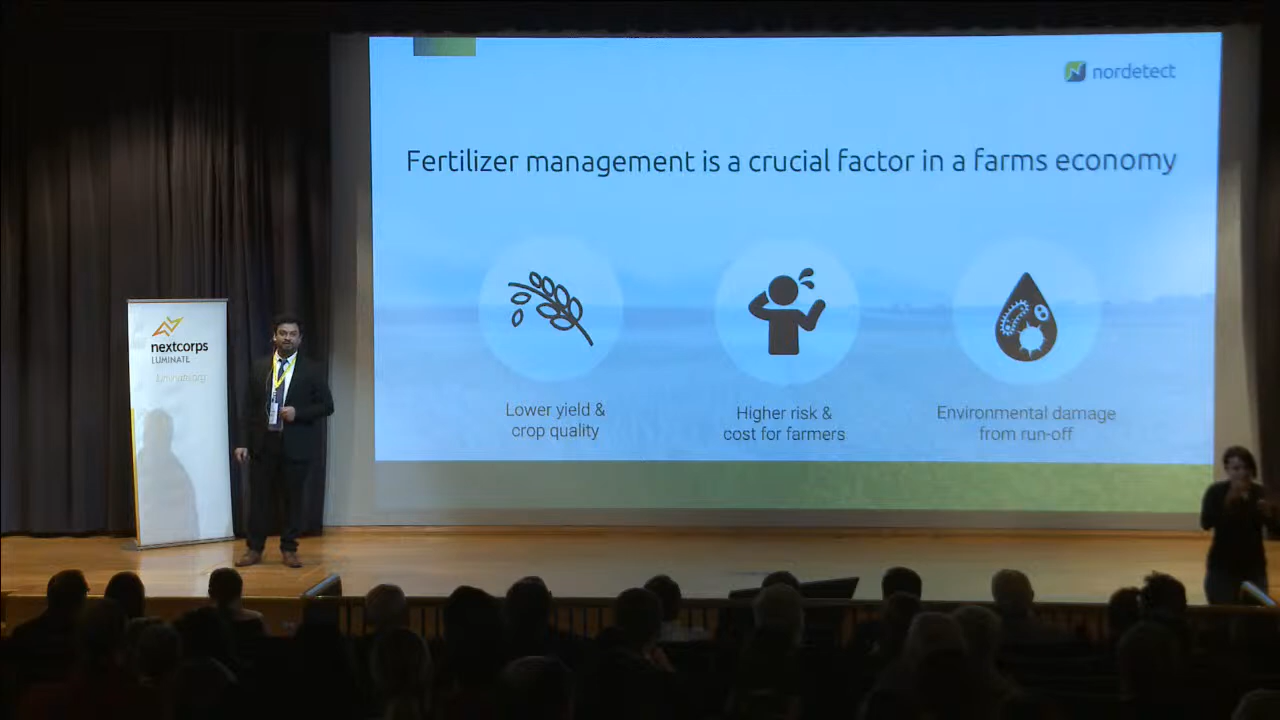 nordetect
Fertilizer management is a crucial factor in a farms economy
Lower yield &
crop quality
Higher risk &
cost for farmers
Environmental damage
from run-off
nextcorps
LUMINATE